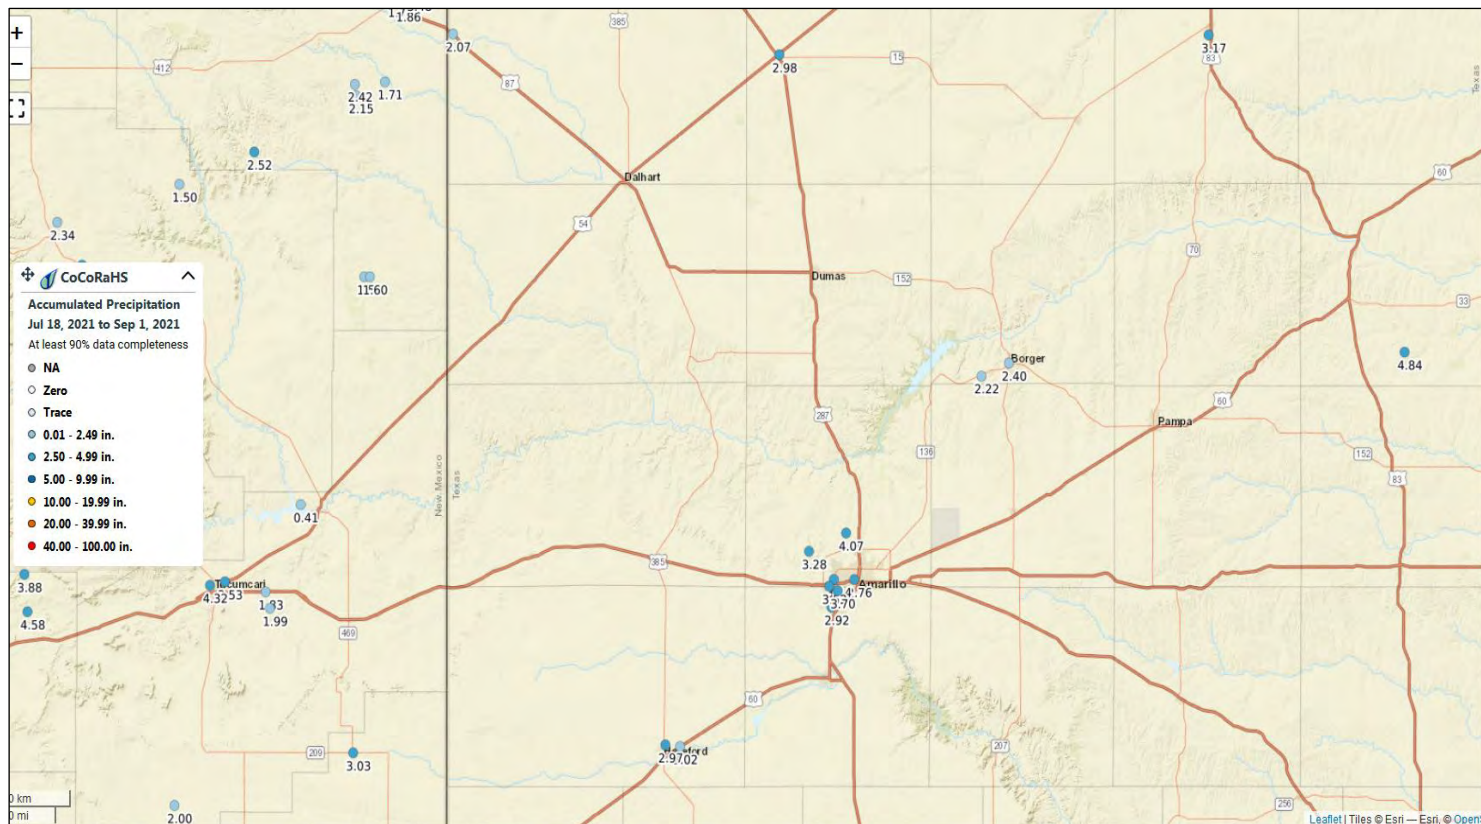 +
1.86
385
2.07
3.17
−
2.98
15
83
Texas
412
87
2.42
1.71
2.15
2.52
60
Dalhart
1.50
2.34
54
70
CoCoRaHS
Dumas
152
Accumulated Precipitation
Jul 18, 2021 to Sep 1, 2021
33
At least 90% data completeness
NA
Zero
Trace
0.01 - 2.49 in.
2.50 - 4.99 in.
5.00 - 9.99 in.
10.00 - 19.99 in.
20.00 - 39.99 in.
40.00 - 100.00 in.
Borger
4.84
2.40
2.22
60
287
Pampa
136
152
New Mexico
Texas
83
0.41
4.07
3.28
385
3.88
Tucumcari
Amarillo
4.32
3.70
4.58
1.99
2.92
469
60
209
3.03
207
2.97
0 km
0 mi
2.00
256
Leaflet | Tiles © Esri — Esri, © Open